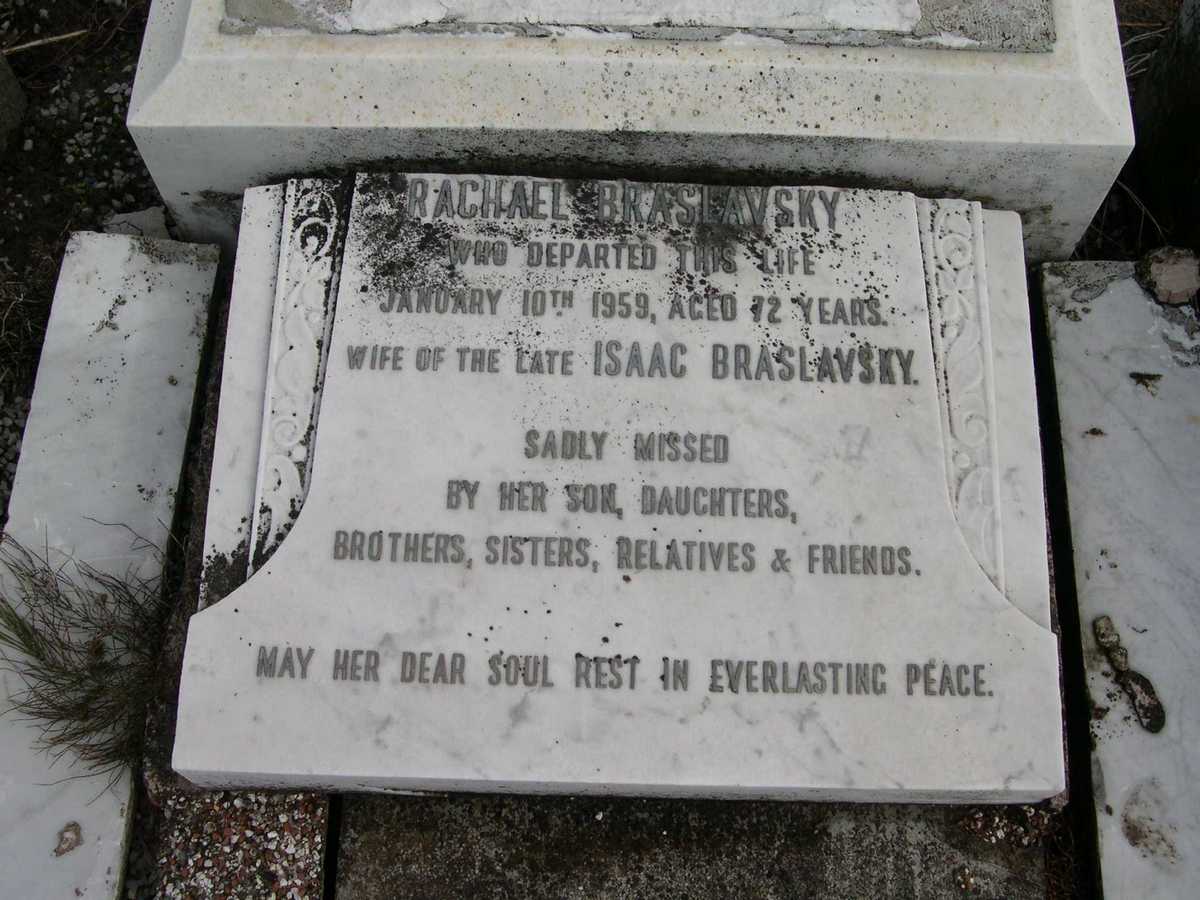 RACHAEL BRASLAVSKY
WHO DEPARTED THIS LIFE
JANUARY 10TH. 1959, AGED 72 YEARS.
WIFE OF THE LATE ISAAC BRASLAVSKY.
SADLY MISSED
BY HER SON, DAUGHTERS,
BROTHERS, SISTERS, RELATIVES & FRIENDS.
MAY HER DEAR SOUL REST IN EVERLASTING PEACE.